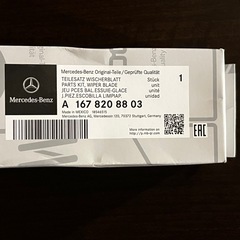 Mercedes-Benz
Mercedes-Benz Original-Teile / Geprüfte Qualität
TEILESATZ WISCHERBLATT
PARTS KIT, WIPER BLADE
JEU PCES BAL.ESSUIE-GLACE
J.PIEZ.ESCOBILLA LIMPIAP.
Stück
unit
unité
unidad
1
A 167 820 88 03
Made in MEXICO
Mercedes-Benz AG, Mercedesstr. 120, 70372 Stuttgart, Germany
EAC